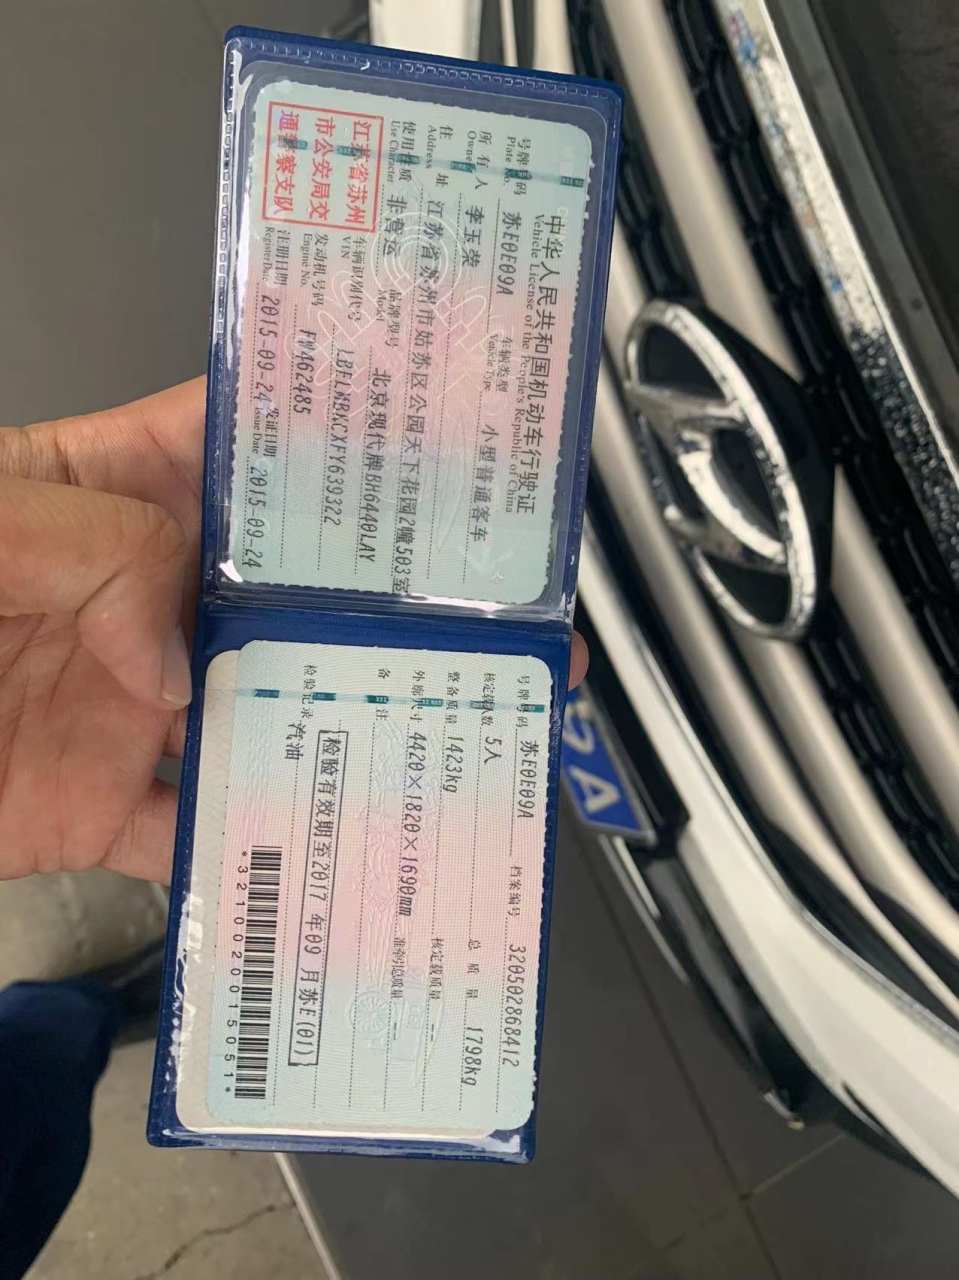 中华人民共和国机动车行驶证
Vehicle License of the People's Republic of China
号牌号码 苏E0E09A 车辆类型 小型普通客车
Plate No. Vehicle Type
所有人 李玉荣
Owner
住址 江苏省苏州市姑苏区公园天下花园2幢503室
Address
使用性质 非营运 品牌型号 北京现代牌BH6440LAY
Use Character Model
江苏省苏州
市公安局交
通警察支队
车辆识别代号 LBELMBKCXFY639322
VIN
发动机号码 FW462485
Engine No.
注册日期 2015-09-24 发证日期 2015-09-24
Register Date Issue Date
号牌号码 苏E0E09A 档案编号 320502868412
核定载人数 5人 总质量 1798kg
整备质量 1423kg 核定载质量 --
外廓尺寸 4420×1820×1690mm 准牵引总质量 --
备注
检验有效期至2017 年09 月苏E(01)
检验记录 汽油
*3210020015051*
9A